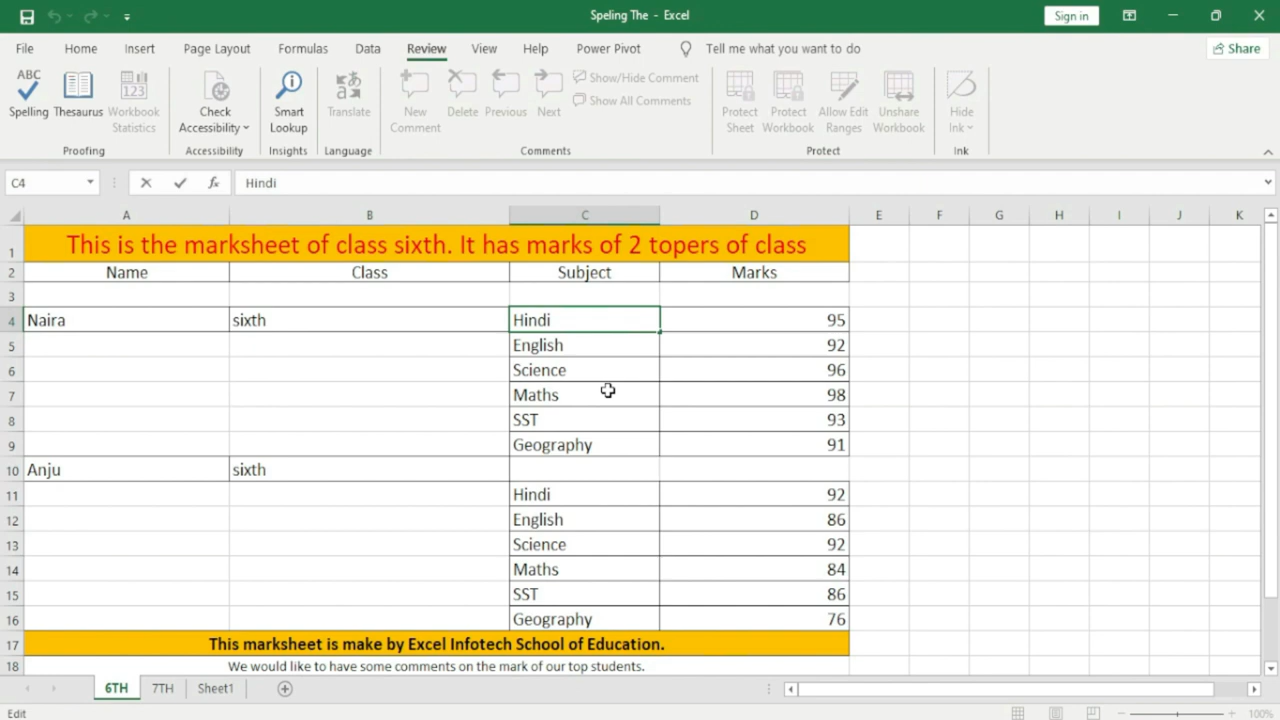 Speling The - Excel
Sign in
File Home Insert Page Layout Formulas Data Review View Help Power Pivot Tell me what you want to do Share
ABC Spelling Thesaurus 123 Workbook Statistics Check Accessibility Smart Lookup Translate New Comment Delete Previous Next Show/Hide Comment Show All Comments Protect Sheet Protect Workbook Allow Edit Ranges Unshare Workbook Hide Ink
Proofing Accessibility Insights Language Comments Protect Ink
C4 fx Hindi
A B C D E F G H I J K
1 This is the marksheet of class sixth. It has marks of 2 topers of class
2 Name Class Subject Marks
3
4 Naira sixth Hindi 95
5 English 92
6 Science 96
7 Maths 98
8 SST 93
9 Geography 91
10 Anju sixth
11 Hindi 92
12 English 86
13 Science 92
14 Maths 84
15 SST 86
16 Geography 76
17 This marksheet is make by Excel Infotech School of Education.
18 We would like to have some comments on the mark of our top students.
6TH 7TH Sheet1
Edit 100%